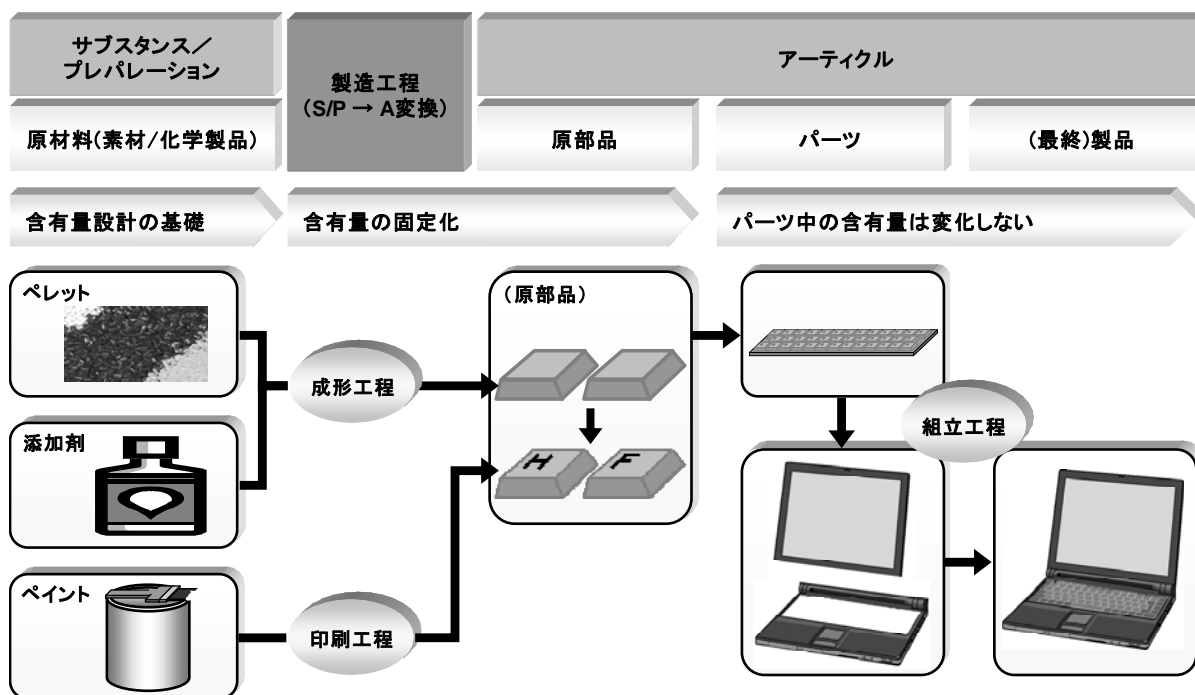 サブスタンス／
プレパレーション
製造工程
（S/P → A変換）
アーティクル
原材料(素材/化学製品)
原部品
パーツ
(最終)製品
含有量設計の基礎
含有量の固定化
パーツ中の含有量は変化しない
ペレット
（原部品）
成形工程
添加剤
H
F
組立工程
ペイント
印刷工程